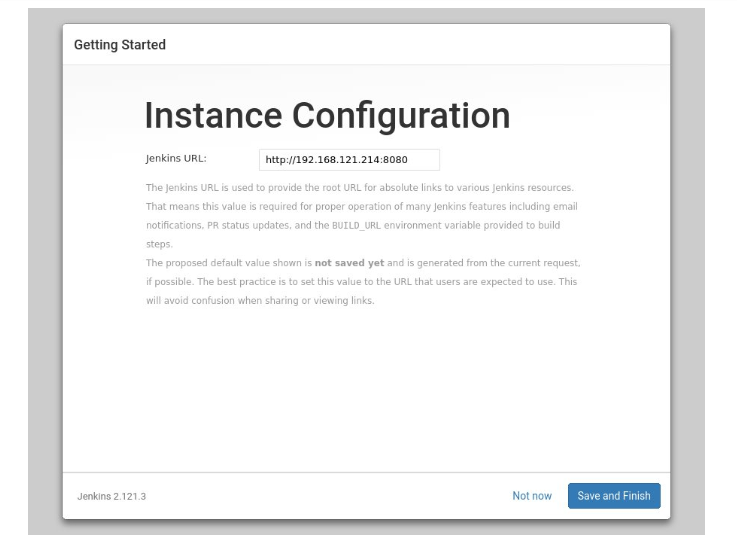 Getting Started
Instance Configuration
Jenkins URL: http://192.168.121.214:8080
The Jenkins URL is used to provide the root URL for absolute links to various Jenkins resources.
That means this value is required for proper operation of many Jenkins features including email
notifications, PR status updates, and the BUILD_URL environment variable provided to build
steps.
The proposed default value shown is not saved yet and is generated from the current request,
if possible. The best practice is to set this value to the URL that users are expected to use. This
will avoid confusion when sharing or viewing links.
Jenkins 2.121.3 Not now Save and Finish